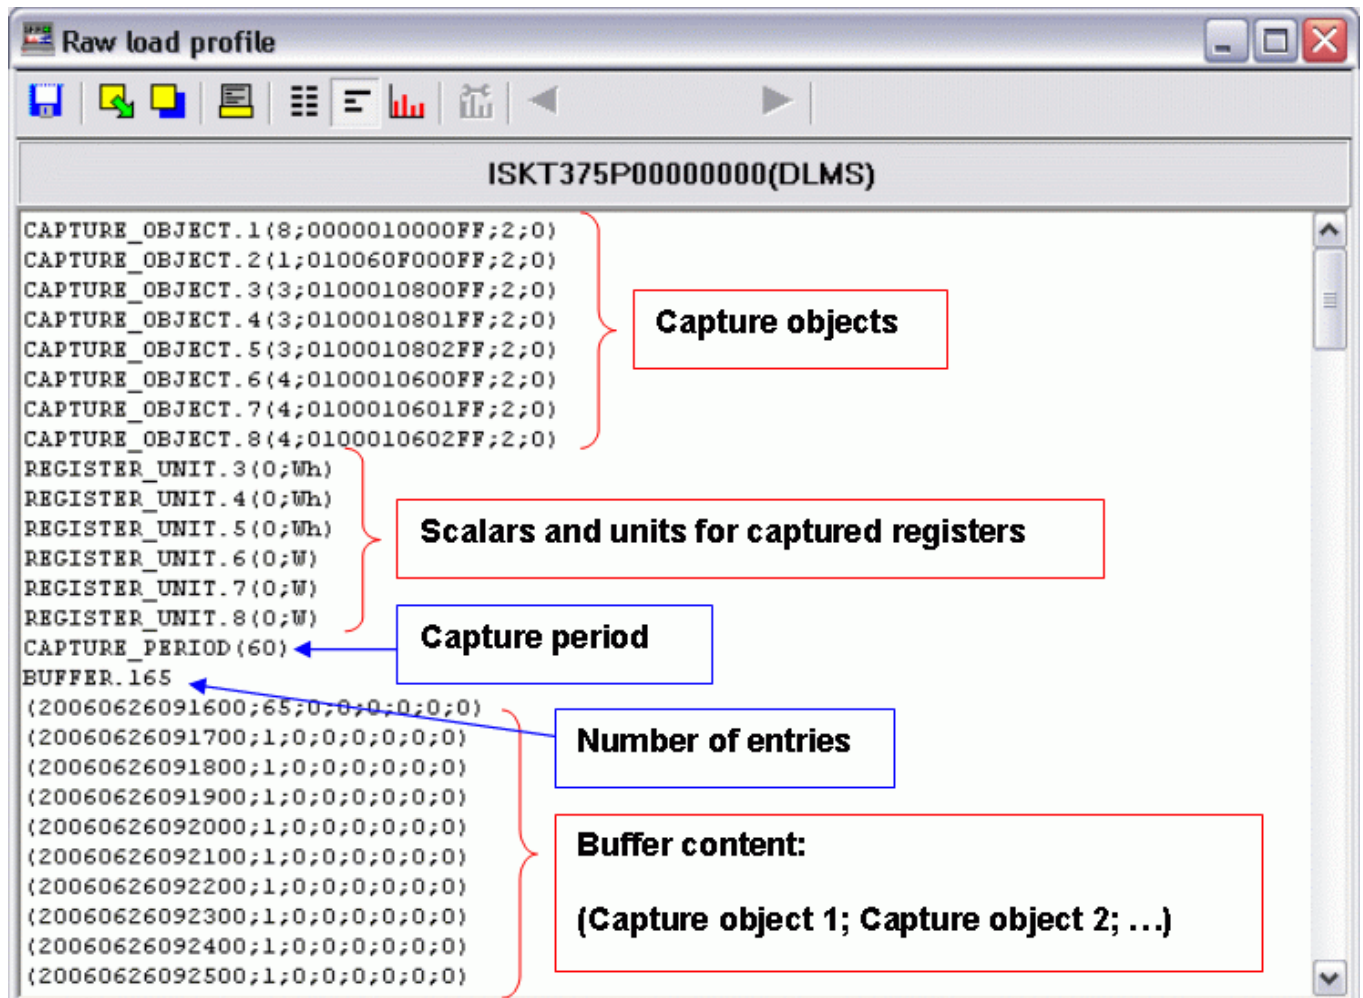 Raw load profile
ISKT375P00000000(DLMS)
CAPTURE_OBJECT.1(8;0000010000FF;2;0)
CAPTURE_OBJECT.2(1;010060F000FF;2;0)
CAPTURE_OBJECT.3(3;0100010800FF;2;0)
CAPTURE_OBJECT.4(3;0100010801FF;2;0)
CAPTURE_OBJECT.5(3;0100010802FF;2;0)
CAPTURE_OBJECT.6(4;0100010600FF;2;0)
CAPTURE_OBJECT.7(4;0100010601FF;2;0)
CAPTURE_OBJECT.8(4;0100010602FF;2;0)
Capture objects
REGISTER_UNIT.3(0;Wh)
REGISTER_UNIT.4(0;Wh)
REGISTER_UNIT.5(0;Wh)
REGISTER_UNIT.6(0;W)
REGISTER_UNIT.7(0;W)
REGISTER_UNIT.8(0;W)
Scalars and units for captured registers
CAPTURE_PERIOD(60)
Capture period
BUFFER.165
Number of entries
(20060626091600;65;0;0;0;0;0;0)
(20060626091700;1;0;0;0;0;0;0)
(20060626091800;1;0;0;0;0;0;0)
(20060626091900;1;0;0;0;0;0;0)
(20060626092000;1;0;0;0;0;0;0)
(20060626092100;1;0;0;0;0;0;0)
(20060626092200;1;0;0;0;0;0;0)
(20060626092300;1;0;0;0;0;0;0)
(20060626092400;1;0;0;0;0;0;0)
(20060626092500;1;0;0;0;0;0;0)
Buffer content:
(Capture object 1; Capture object 2; …)